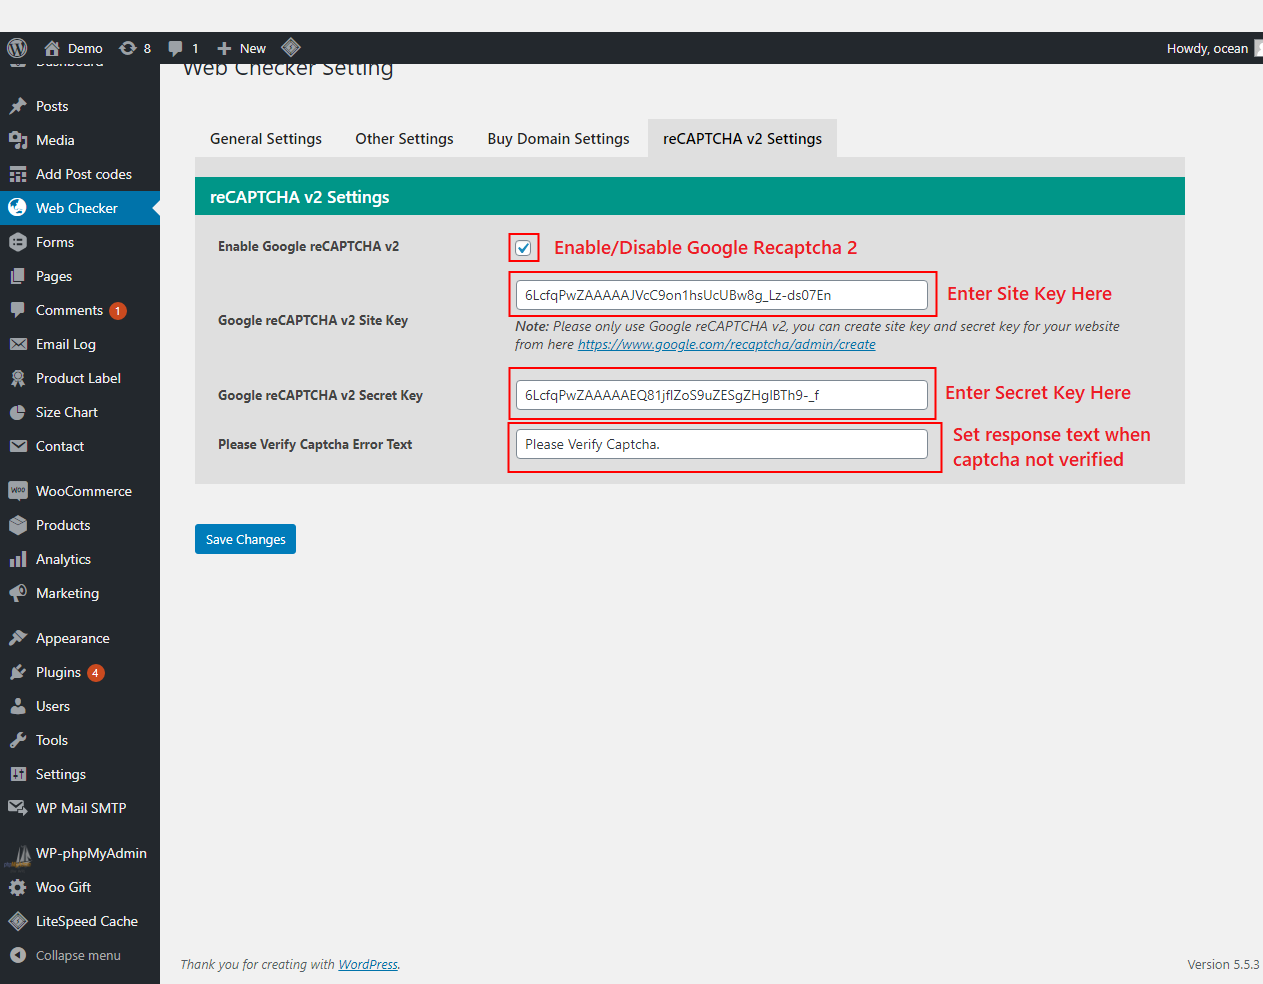 Demo 8 1 New Howdy, ocean
Dashboard
Posts
Media
Add Post codes
Web Checker
Forms
Pages
Comments 1
Email Log
Product Label
Size Chart
Contact
WooCommerce
Products
Analytics
Marketing
Appearance
Plugins 4
Users
Tools
Settings
WP Mail SMTP
WP-phpMyAdmin
Woo Gift
LiteSpeed Cache
Collapse menu
Web Checker Setting
General Settings Other Settings Buy Domain Settings reCAPTCHA v2 Settings
reCAPTCHA v2 Settings
Enable Google reCAPTCHA v2 Enable/Disable Google Recaptcha 2
6LcfqPwZAAAAAJVcC9on1hsUcUBw8g_Lz-ds07En Enter Site Key Here
Google reCAPTCHA v2 Site Key
Note: Please only use Google reCAPTCHA v2, you can create site key and secret key for your website
from here https://www.google.com/recaptcha/admin/create
Google reCAPTCHA v2 Secret Key Enter Secret Key Here
Please Verify Captcha Error Text Please Verify Captcha.
Set response text when
captcha not verified
Save Changes
Thank you for creating with WordPress. Version 5.5.3